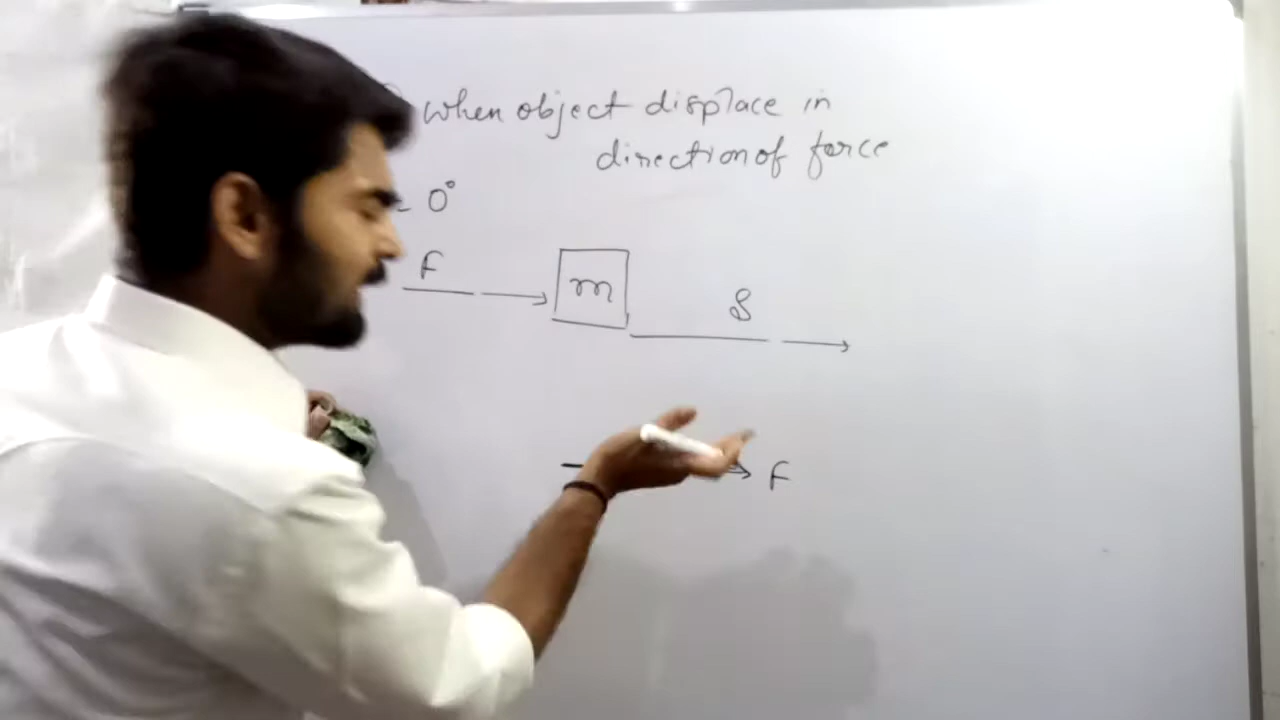 when object displace in
direction of force
0°
F
m
S
F